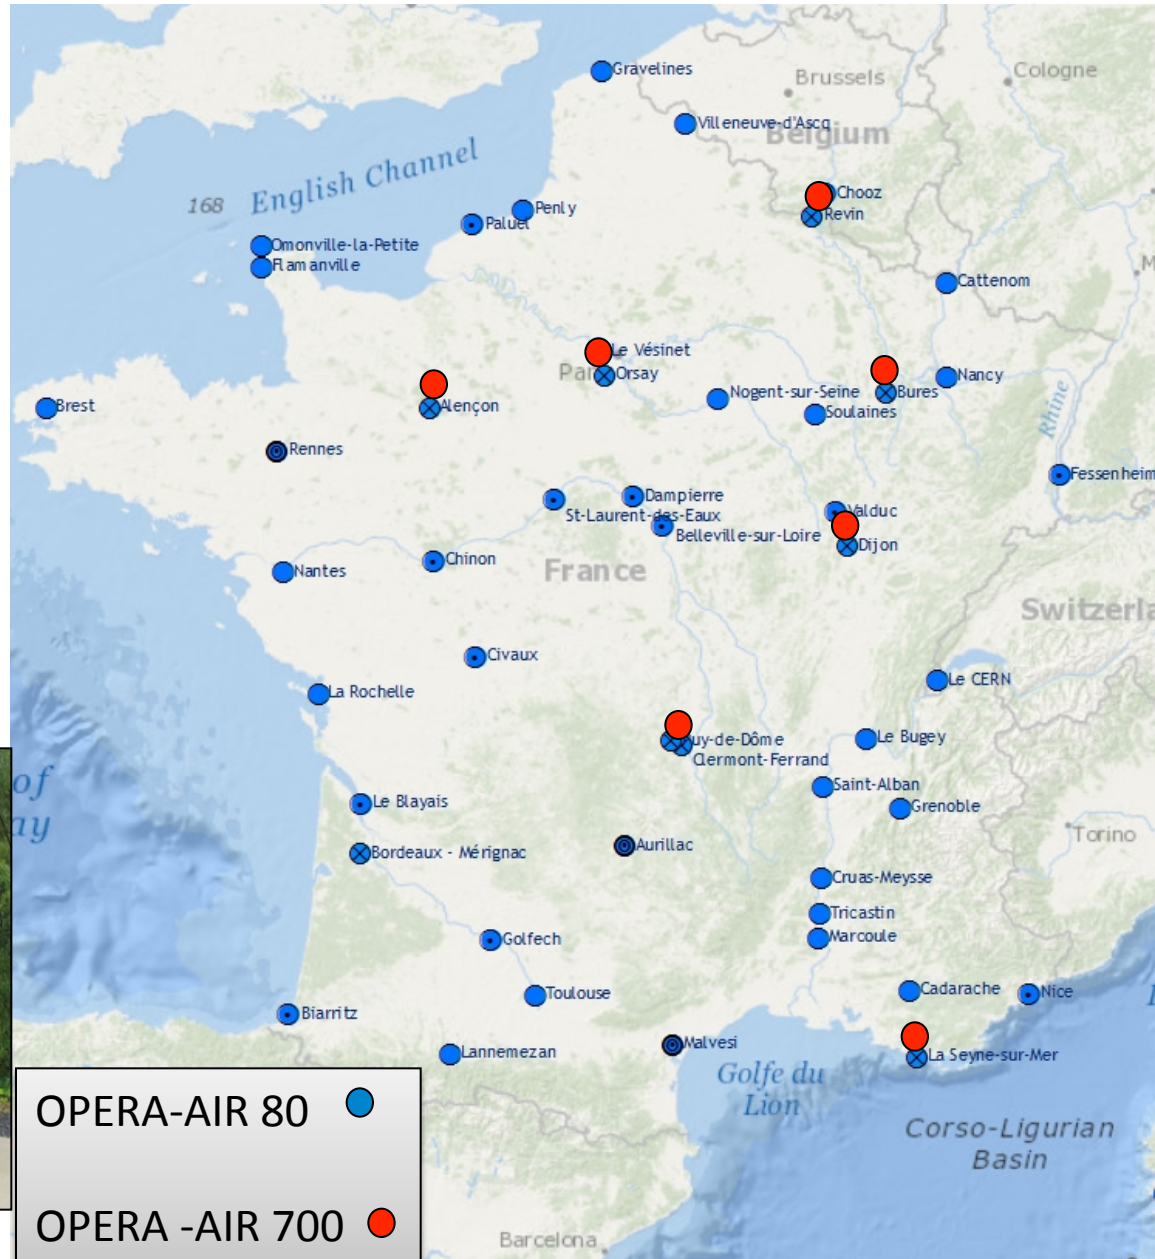 Gravelines
Brussels
Cologne
Villeneuve-d'Ascq
Belgium
English Channel
168
Chooz
Revin
Penly
Paluel
Omonville-la-Petite
Flamanville
Cattenom
Le Vésinet
Orsay
Nancy
Bures
Nogent-sur-Seine
Soulaines
Brest
Alençon
Rennes
Rhine
Fessenheim
Dampierre
St-Laurent-des-Eaux
Valduc
Belleville-sur-Loire
Dijon
Chinon
Nantes
France
Switzerla
Civaux
Le CERN
La Rochelle
uy-de-Dôme
Clermont-Ferrand
Le Bugey
of
ay
Saint-Alban
Le Blayais
Grenoble
Torino
Aurillac
Bordeaux - Mérignac
Cruas-Meysse
Tricastin
Marcoule
Golfech
Cadarache
Nice
Toulouse
Biarritz
Malvesi
Lannemezan
La Seyne-sur-Mer
Golfe du
Lion
Corso-Ligurian
Basin
OPERA-AIR 80
OPERA -AIR 700
Barcelona